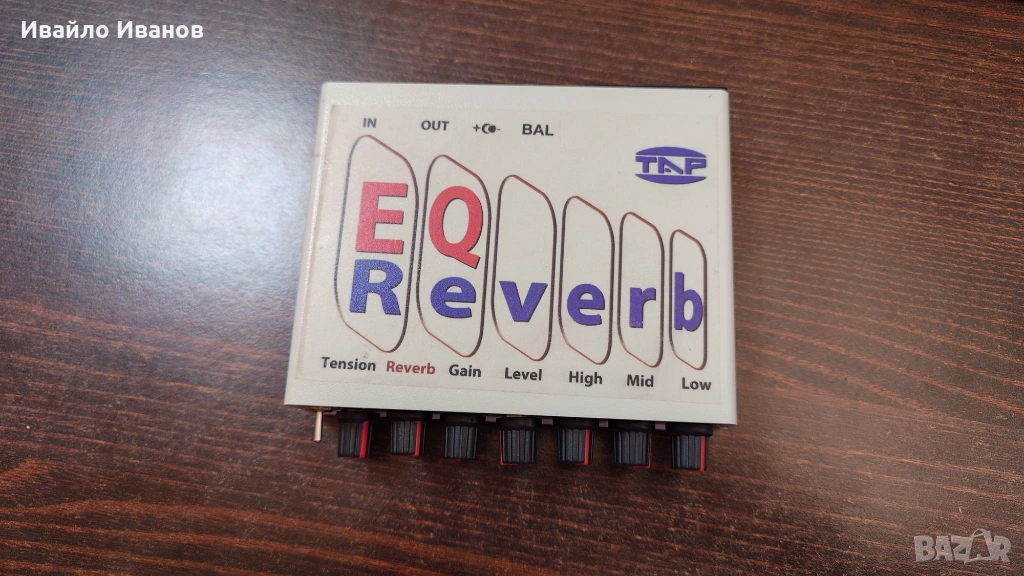 Ивайло Иванов
IN OUT +C●- BAL
TAP
EQ
Reverb
Tension Reverb Gain Level High Mid Low
BAZAR